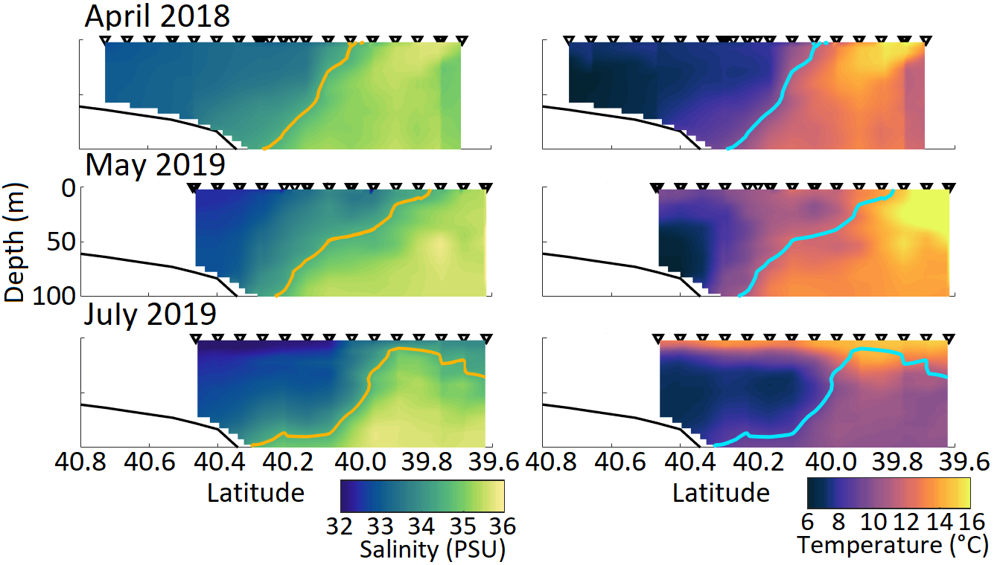 April 2018
May 2019
Depth (m)
0
50
100
July 2019
40.8 40.6 40.4 40.2 40.0 39.8 39.6
40.8 40.6 40.4 40.2 40.0 39.8 39.6
Latitude
Latitude
32 33 34 35 36
Salinity (PSU)
6 8 10 12 14 16
Temperature (°C)